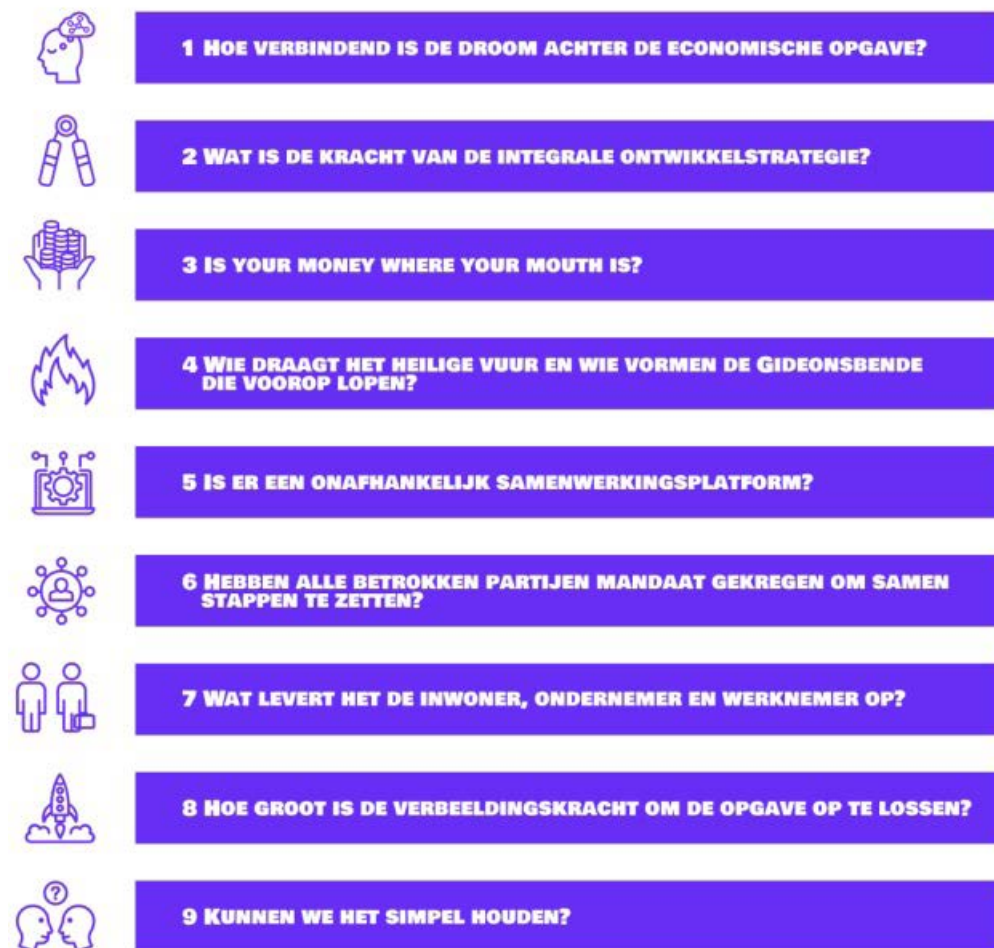 1 Hoe verbindend is de droom achter de economische opgave?
2 Wat is de kracht van de integrale ontwikkelstrategie?
3 Is your money where your mouth is?
4 Wie draagt het heilige vuur en wie vormen de Gideonsbende
die voorop lopen?
5 Is er een onafhankelijk samenwerkingsplatform?
6 Hebben alle betrokken partijen mandaat gekregen om samen
stappen te zetten?
7 Wat levert het de inwoner, ondernemer en werknemer op?
8 Hoe groot is de verbeeldingskracht om de opgave op te lossen?
?
9 Kunnen we het simpel houden?